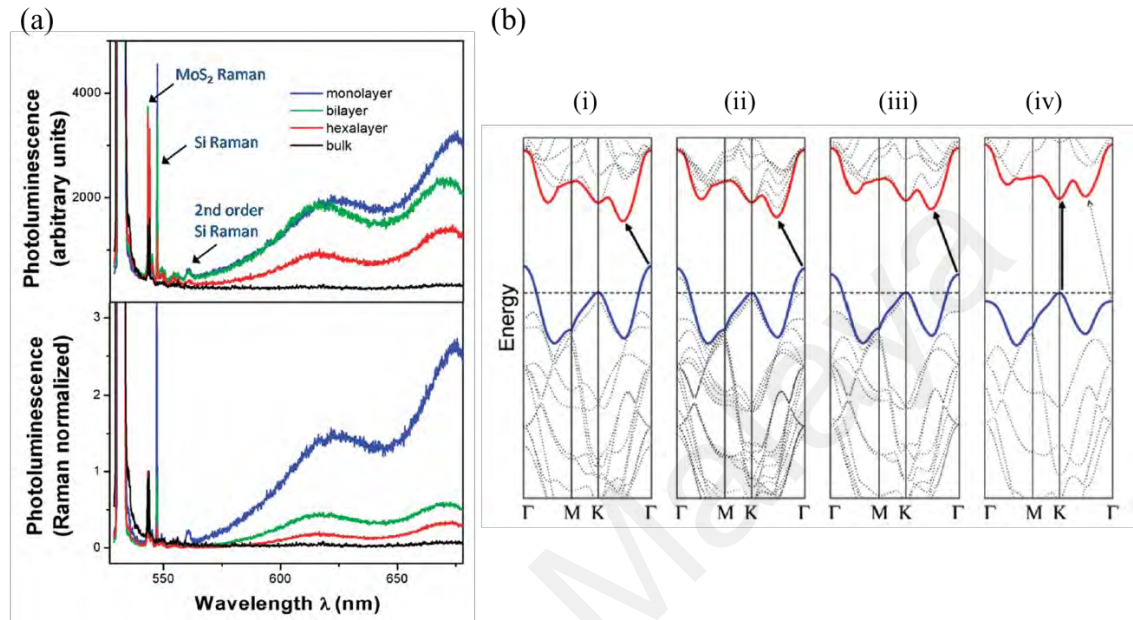 (a)
Photoluminescence
(arbitrary units)
4000
2000
MoS₂ Raman
Si Raman
2nd order
Si Raman
monolayer
bilayer
hexalayer
bulk
Photoluminescence
(Raman normalized)
3
2
1
0
550
600
650
Wavelength λ (nm)
(b)
(i)
(ii)
(iii)
(iv)
Energy
Γ M K Γ
Γ M K Γ
Γ M K Γ
Γ M K Γ
Malaya